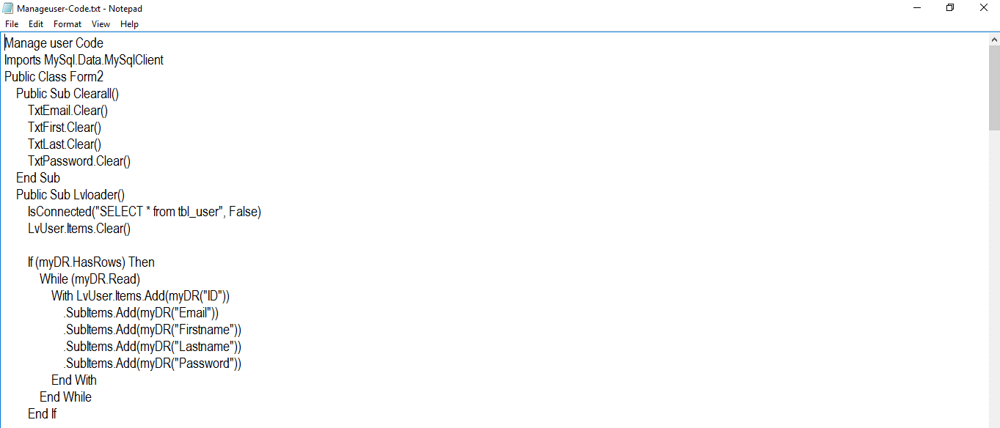 Manageuser-Code.txt - Notepad
File Edit Format View Help
Manage user Code
Imports MySql.Data.MySqlClient
Public Class Form2
Public Sub Clearall()
TxtEmail.Clear()
TxtFirst.Clear()
TxtLast.Clear()
TxtPassword.Clear()
End Sub
Public Sub Lvloader()
IsConnected("SELECT * from tbl_user", False)
LvUser.Items.Clear()
If (myDR.HasRows) Then
While (myDR.Read)
With LvUser.Items.Add(myDR("ID"))
.SubItems.Add(myDR("Email"))
.SubItems.Add(myDR("Firstname"))
.SubItems.Add(myDR("Lastname"))
.SubItems.Add(myDR("Password"))
End With
End While
End If